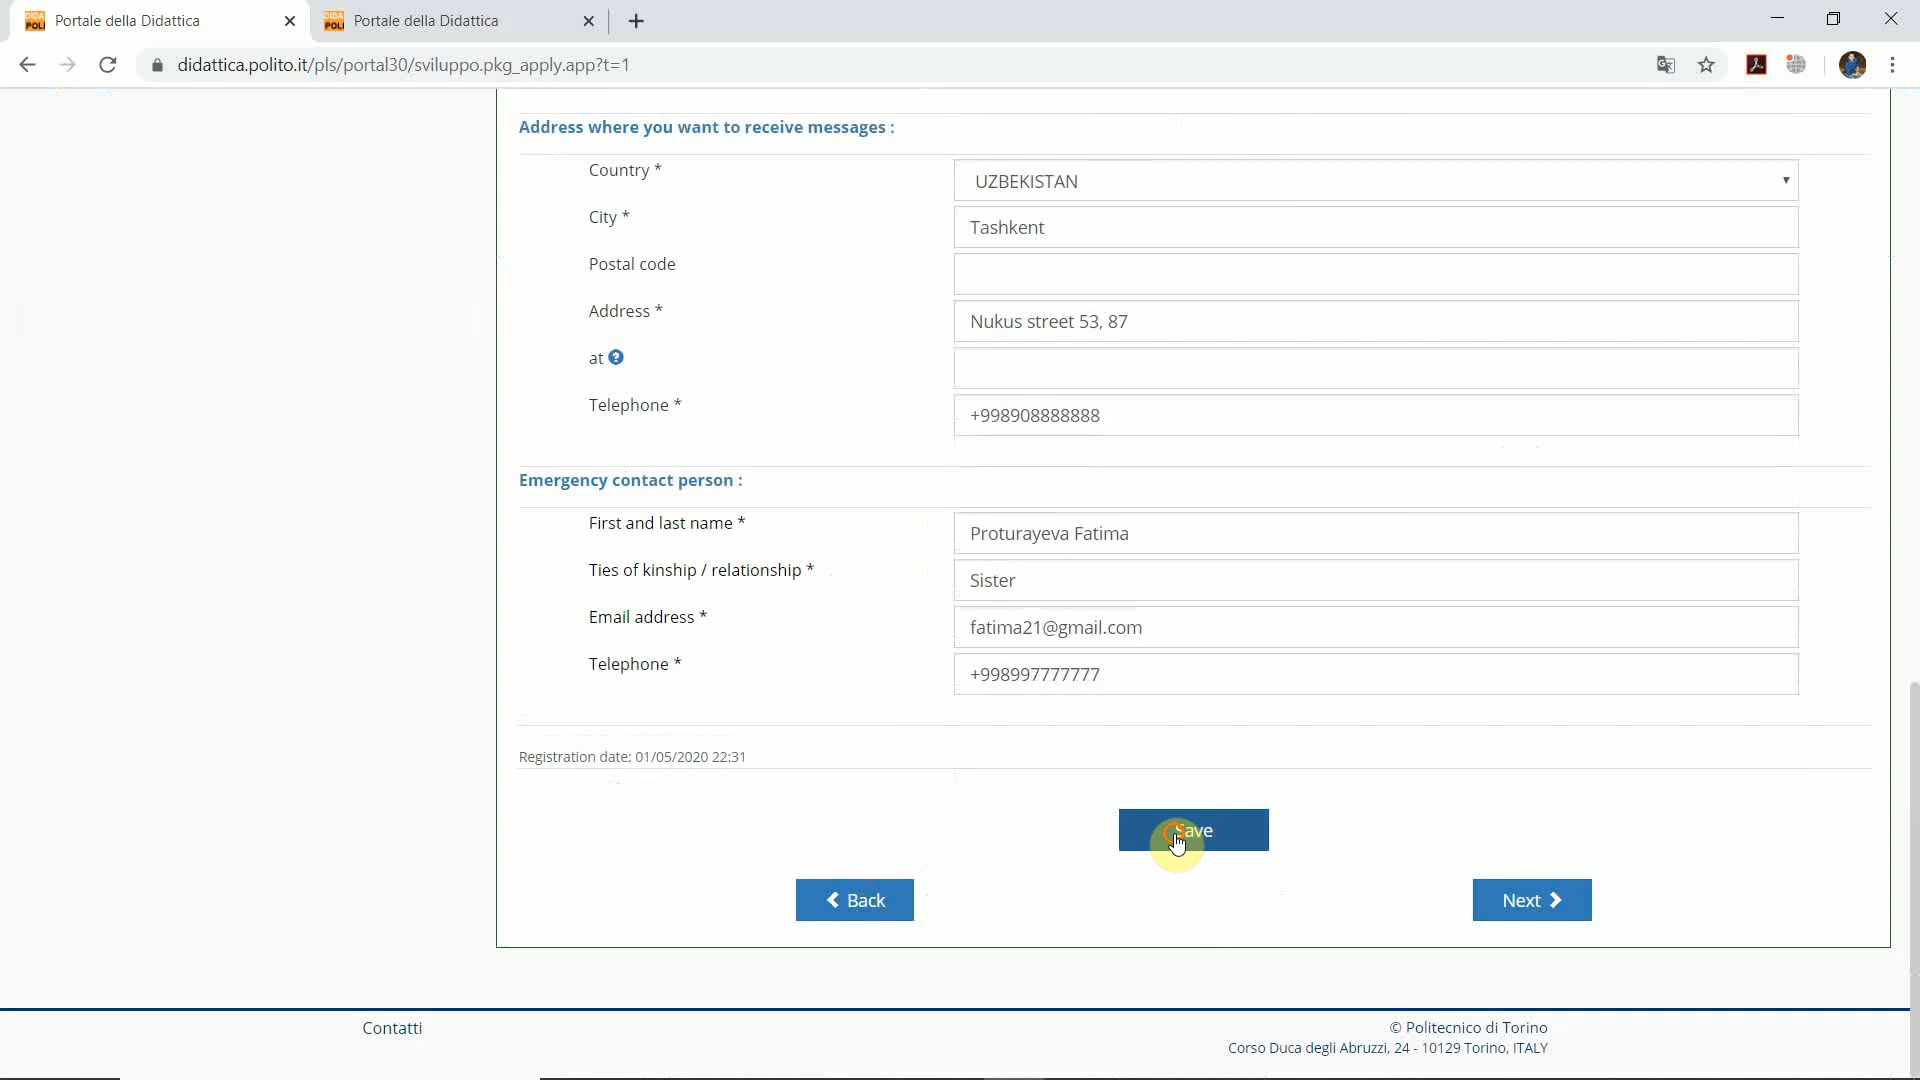 Portale della Didattica
Portale della Didattica
didattica.polito.it/pls/portal30/sviluppo.pkg_apply.app?t=1
Address where you want to receive messages :
Country * UZBEKISTAN
City * Tashkent
Postal code
Address * Nukus street 53, 87
at ?
Telephone * +998908888888
Emergency contact person :
First and last name * Proturayeva Fatima
Ties of kinship / relationship * Sister
Email address * fatima21@gmail.com
Telephone * +998997777777
Registration date: 01/05/2020 22:31
Save
Back Next
Contatti © Politecnico di Torino
Corso Duca degli Abruzzi, 24 - 10129 Torino, ITALY